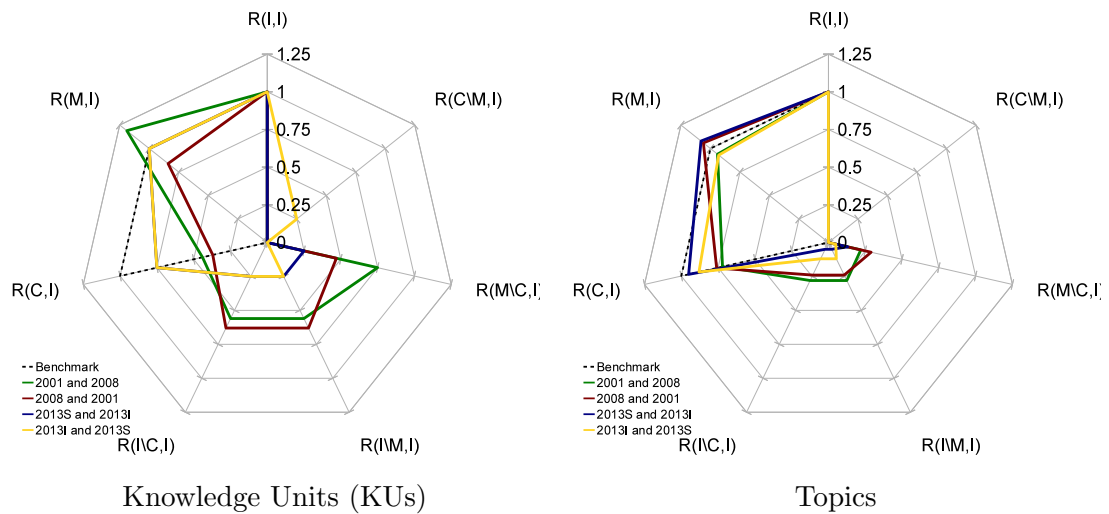 R(I,I)
1.25
R(M,I)
R(C\M,I)
1
0.75
0.5
0.25
0
R(C,I)
R(M\C,I)
Benchmark
2001 and 2008
2008 and 2001
2013S and 2013I
2013I and 2013S
R(I\C,I)
R(I\M,I)
Knowledge Units (KUs)
R(I,I)
1.25
R(M,I)
R(C\M,I)
1
0.75
0.5
0.25
0
R(C,I)
R(M\C,I)
Benchmark
2001 and 2008
2008 and 2001
2013S and 2013I
2013I and 2013S
R(I\C,I)
R(I\M,I)
Topics